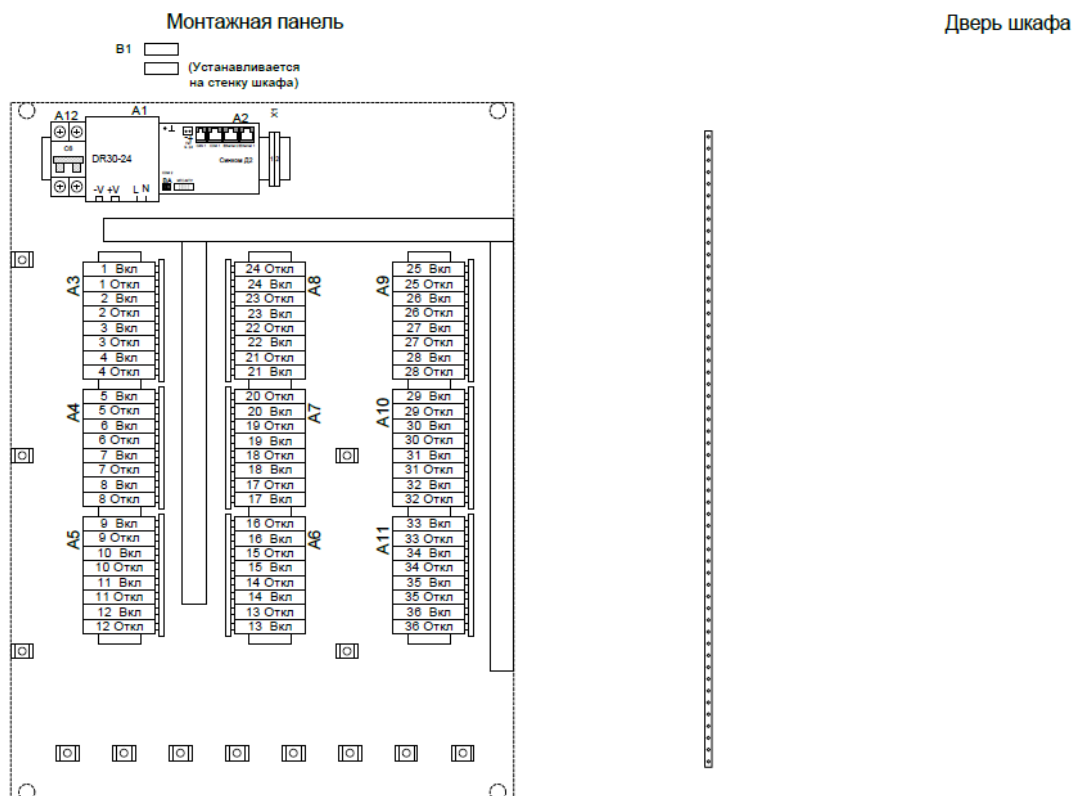 Монтажная панель
Дверь шкафа
B1
(Устанавливается
на стенку шкафа)
A12
A1
A2
X1
C6
DR30-24
Синком Д2
1 2
-V +V
L N
A3
1 Вкл
1 Откл
2 Вкл
2 Откл
3 Вкл
3 Откл
4 Вкл
4 Откл
A4
5 Вкл
5 Откл
6 Вкл
6 Откл
7 Вкл
7 Откл
8 Вкл
8 Откл
A5
9 Вкл
9 Откл
10 Вкл
10 Откл
11 Вкл
11 Откл
12 Вкл
12 Откл
24 Откл
24 Вкл
23 Откл
23 Вкл
22 Откл
22 Вкл
21 Откл
21 Вкл
A8
20 Откл
20 Вкл
19 Откл
19 Вкл
18 Откл
18 Вкл
17 Откл
17 Вкл
A7
16 Откл
16 Вкл
15 Откл
15 Вкл
14 Откл
14 Вкл
13 Откл
13 Вкл
A6
A9
25 Вкл
25 Откл
26 Вкл
26 Откл
27 Вкл
27 Откл
28 Вкл
28 Откл
A10
29 Вкл
29 Откл
30 Вкл
30 Откл
31 Вкл
31 Откл
32 Вкл
32 Откл
A11
33 Вкл
33 Откл
34 Вкл
34 Откл
35 Вкл
35 Откл
36 Вкл
36 Откл